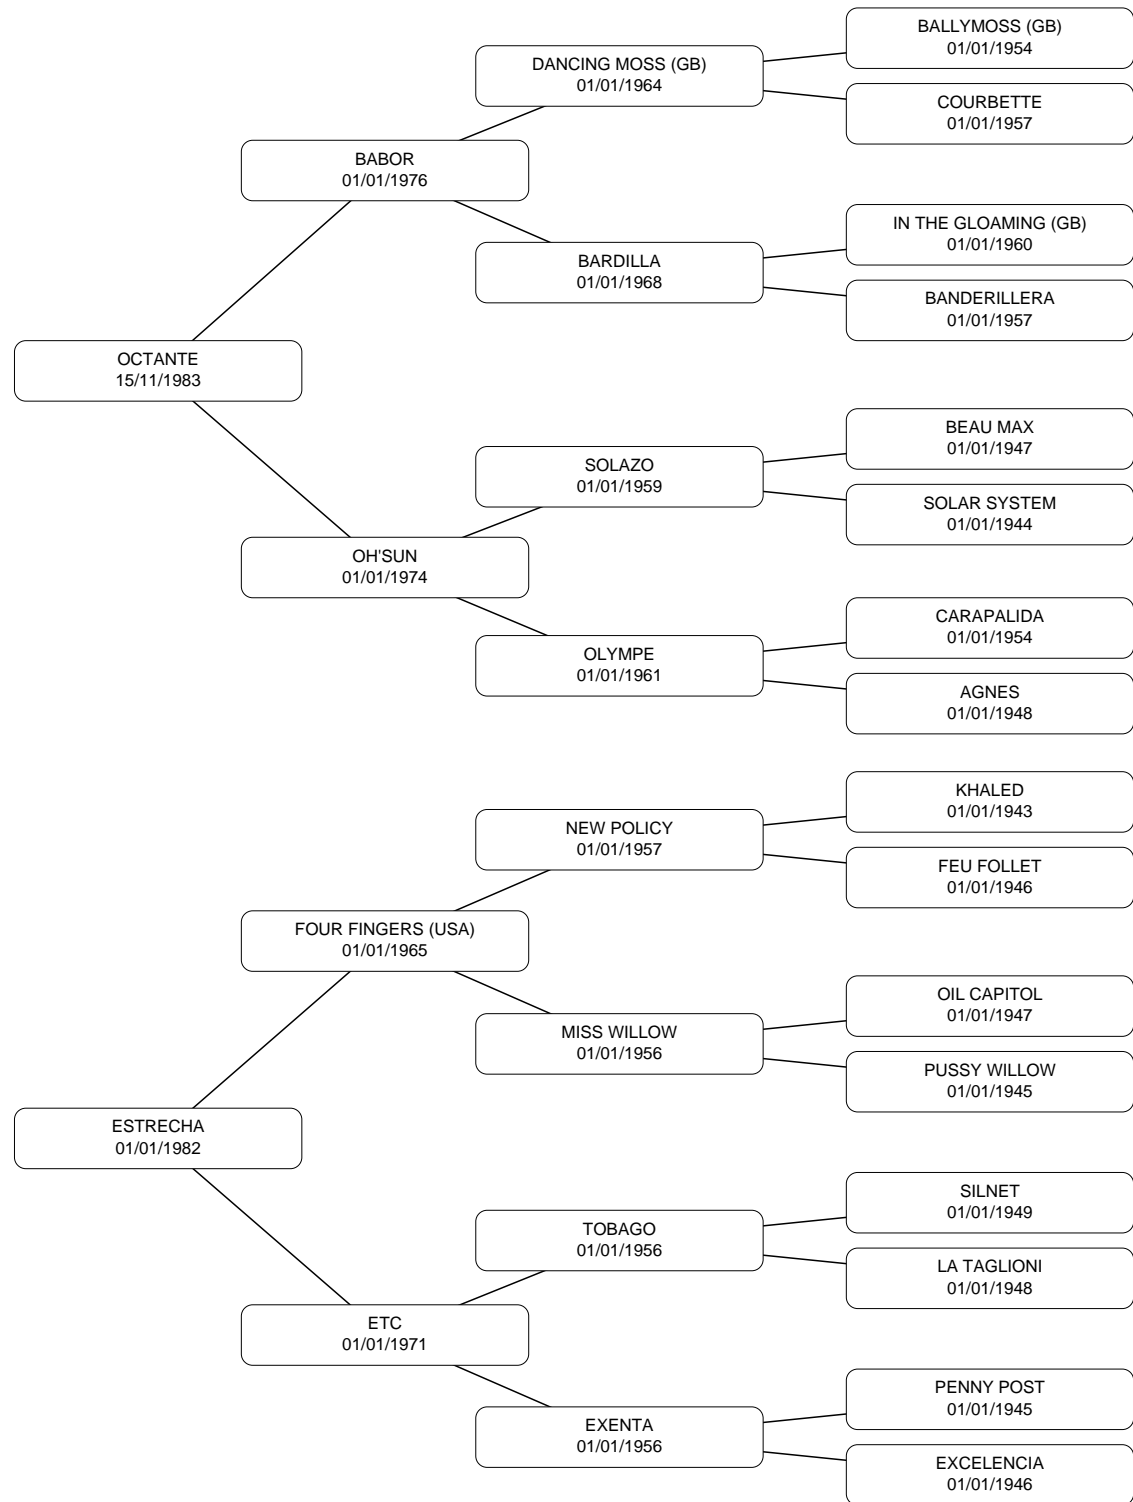 BALLYMOSS (GB)
01/01/1954
DANCING MOSS (GB)
01/01/1964
COURBETTE
01/01/1957
BABOR
01/01/1976
IN THE GLOAMING (GB)
01/01/1960
BARDILLA
01/01/1968
BANDERILLERA
01/01/1957
OCTANTE
15/11/1983
BEAU MAX
01/01/1947
SOLAZO
01/01/1959
SOLAR SYSTEM
01/01/1944
OH'SUN
01/01/1974
CARAPALIDA
01/01/1954
OLYMPE
01/01/1961
AGNES
01/01/1948
KHALED
01/01/1943
NEW POLICY
01/01/1957
FEU FOLLET
01/01/1946
FOUR FINGERS (USA)
01/01/1965
OIL CAPITOL
01/01/1947
MISS WILLOW
01/01/1956
PUSSY WILLOW
01/01/1945
ESTRECHA
01/01/1982
SILNET
01/01/1949
TOBAGO
01/01/1956
LA TAGLIONI
01/01/1948
ETC
01/01/1971
PENNY POST
01/01/1945
EXENTA
01/01/1956
EXCELENCIA
01/01/1946